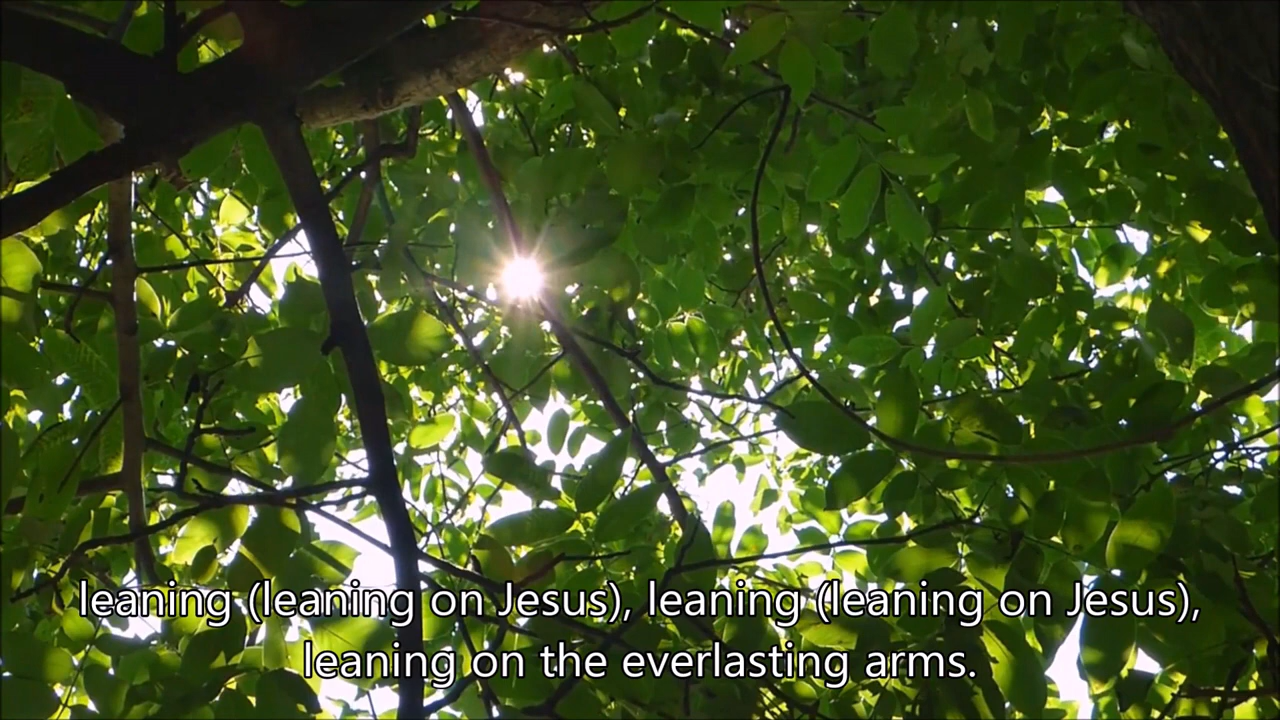 leaning (leaning on Jesus), leaning (leaning on Jesus),
leaning on the everlasting arms.